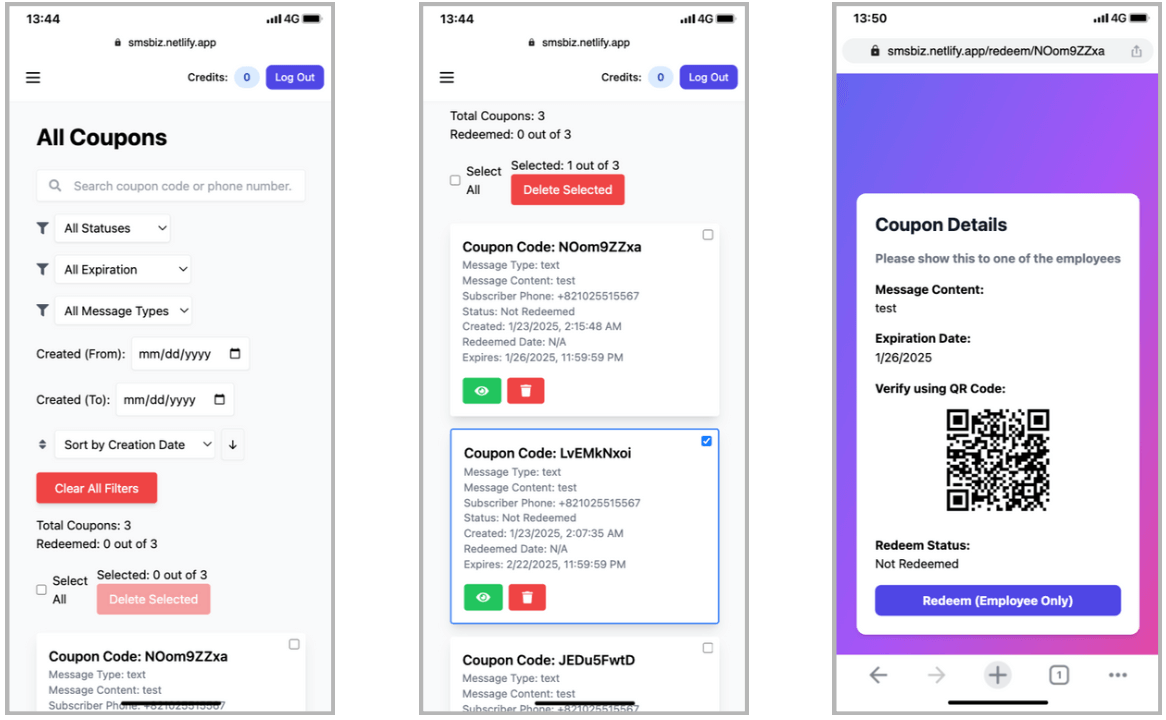 13:44
4G
smsbiz.netlify.app
Credits: 0 Log Out
All Coupons
Search coupon code or phone number.
All Statuses
All Expiration
All Message Types
Created (From): mm/dd/yyyy
Created (To): mm/dd/yyyy
Sort by Creation Date
Clear All Filters
Total Coupons: 3
Redeemed: 0 out of 3
Select All
Selected: 0 out of 3
Delete Selected
Coupon Code: NOom9ZZxa
Message Type: text
Message Content: test
Subscriber Phone: +821025515567
13:44
4G
smsbiz.netlify.app
Credits: 0 Log Out
Total Coupons: 3
Redeemed: 0 out of 3
Select All
Selected: 1 out of 3
Delete Selected
Coupon Code: NOom9ZZxa
Message Type: text
Message Content: test
Subscriber Phone: +821025515567
Status: Not Redeemed
Created: 1/23/2025, 2:15:48 AM
Redeemed Date: N/A
Expires: 1/26/2025, 11:59:59 PM
Coupon Code: LvEMkNxoi
Message Type: text
Message Content: test
Subscriber Phone: +821025515567
Status: Not Redeemed
Created: 1/23/2025, 2:07:35 AM
Redeemed Date: N/A
Expires: 2/22/2025, 11:59:59 PM
Coupon Code: JEDu5FwtD
Message Type: text
Message Content: test
Subscriber Phone: +821025515567
13:50
4G
smsbiz.netlify.app/redeem/NOom9ZZxa
Coupon Details
Please show this to one of the employees
Message Content:
test
Expiration Date:
1/26/2025
Verify using QR Code:
Redeem Status:
Not Redeemed
Redeem (Employee Only)
1